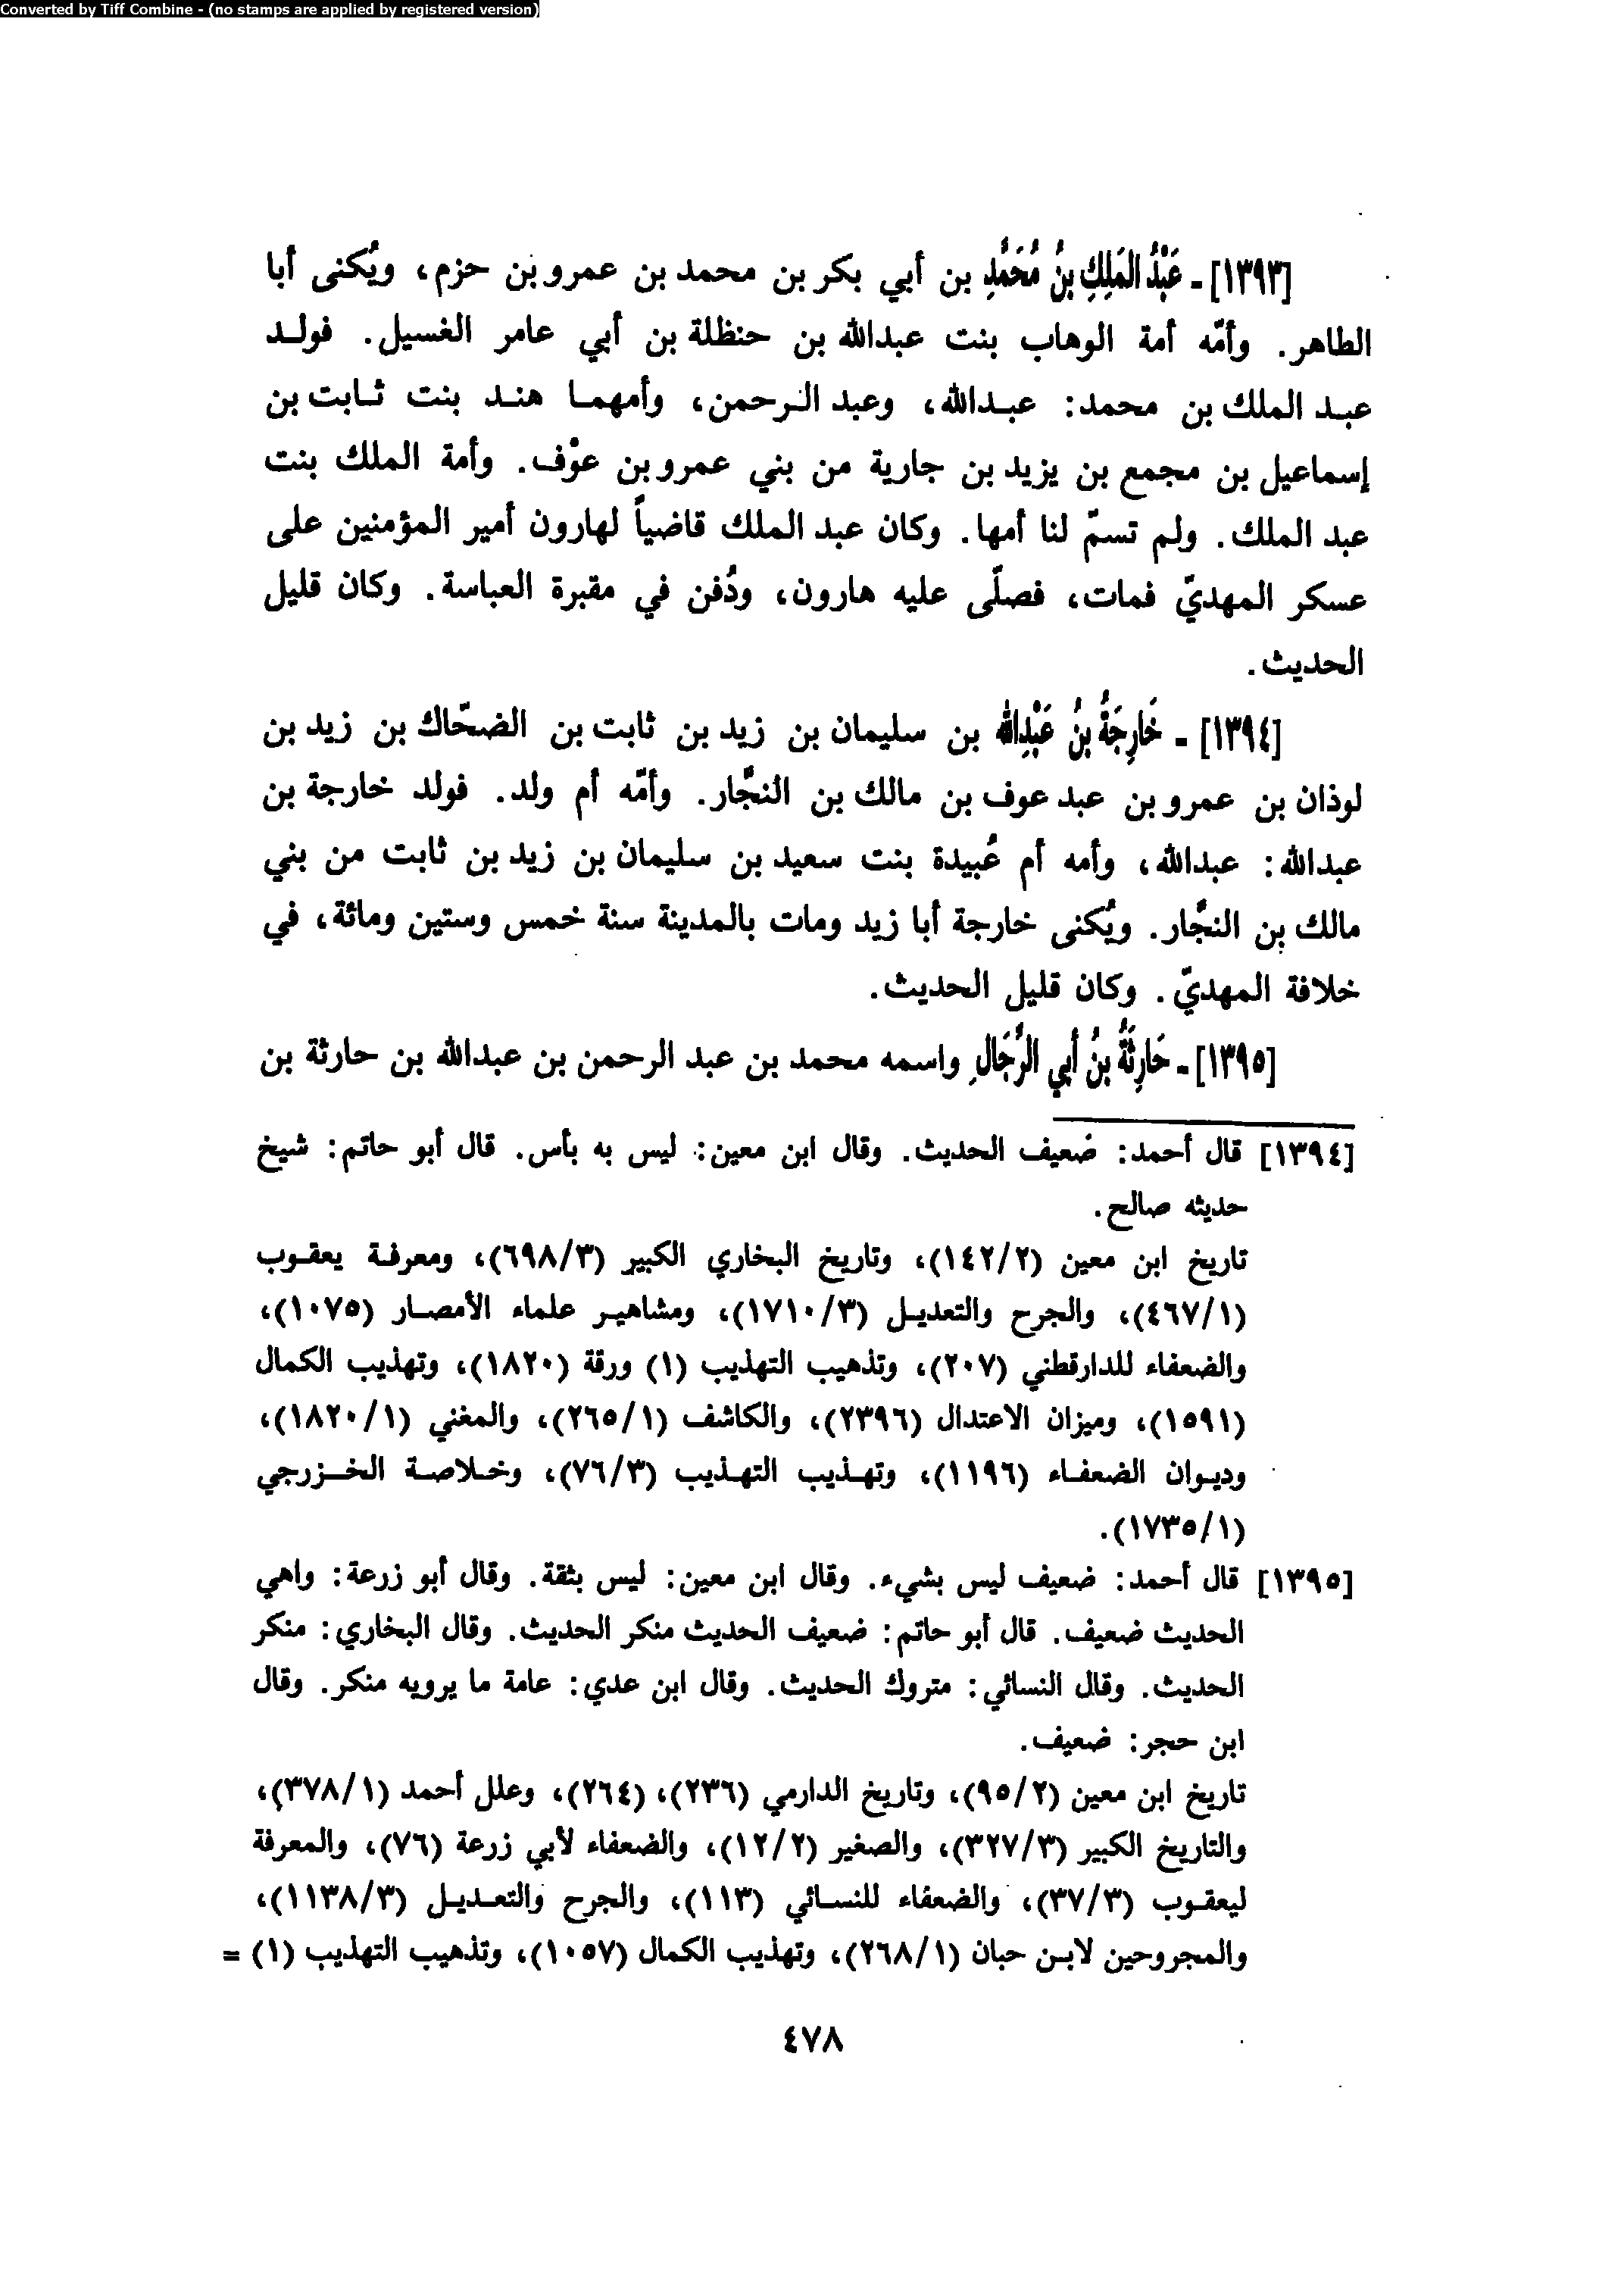 Converted by Tiff Combine - (no stamps are applied by registered version)
[١٣٩٣] - عَبْدُ المَلِكِ بنُ مُحَمَّدِ بن أبي بكر بن محمد بن عمرو بن حزم، ويُكنى أبا
الطاهر. وأمّه أمة الوهاب بنت عبدالله بن حنظلة بن أبي عامر الغسيل. فولد
عبد الملك بن محمد: عبدالله، وعبد الرحمن، وأمهما هند بنت ثابت بن
إسماعيل بن مجمع بن يزيد بن جارية من بني عمرو بن عوْف. وأمة الملك بنت
عبد الملك. ولم تسمّ لنا أمها. وكان عبد الملك قاضياً لهارون أمير المؤمنين على
عسكر المهديّ فمات، فصلّى عليه هارون، ودُفن في مقبرة العباسة. وكان قليل
الحديث.
[١٣٩٤] - خَارِجَةُ بنُ عَبْدِالله بن سليمان بن زيد بن ثابت بن الضحّاك بن زيد بن
لوذان بن عمرو بن عبد عوف بن مالك بن النجّار. وأمّه أم ولد. فولد خارجة بن
عبدالله: عبدالله، وأمه أم عُبيدة بنت سعيد بن سليمان بن زيد بن ثابت من بني
مالك بن النجّار. ويُكنى خارجة أبا زيد ومات بالمدينة سنة خمس وستين ومائة، في
خلافة المهديّ. وكان قليل الحديث.
[١٣٩٥] - حَارِثَةُ بنُ أبي الرَّجَالِ واسمه محمد بن عبد الرحمن بن عبدالله بن حارثة بن
[١٣٩٤] قال أحمد: ضعيف الحديث. وقال ابن معين: ليس به بأس. قال أبو حاتم: شيخ
حديثه صالح.
تاريخ ابن معين (١٤٢/٢)، وتاريخ البخاري الكبير (٦٩٨/٣)، ومعرفة يعقوب
(٤٦٧/١)، والجرح والتعديل (١٧١٠/٣)، ومشاهير علماء الأمصار (١٠٧٥)،
والضعفاء للدارقطني (٢٠٧)، وتذهيب التهذيب (١) ورقة (١٨٢٠)، وتهذيب الكمال
(١٥٩١)، وميزان الاعتدال (٢٣٩٦)، والكاشف (٢٦٥/١)، والمغني (١٨٢٠/١)،
وديوان الضعفاء (١١٩٦)، وتهذيب التهذيب (٧٦/٣)، وخلاصة الخزرجي
(١٧٣٥/١).
[١٣٩٥] قال أحمد: ضعيف ليس بشيء. وقال ابن معين: ليس بثقة. وقال أبو زرعة: واهي
الحديث ضعيف. قال أبو حاتم: ضعيف الحديث منكر الحديث. وقال البخاري: منكر
الحديث. وقال النسائي: متروك الحديث. وقال ابن عدي: عامة ما يرويه منكر. وقال
ابن حجر: ضعيف.
تاريخ ابن معين (٩٥/٢)، وتاريخ الدارمي (٢٣٦)، (٢٦٤)، وعلل أحمد (٣٧٨/١)،
والتاريخ الكبير (٣٢٧/٣)، والصغير (١٢/٢)، والضعفاء لأبي زرعة (٧٦)، والمعرفة
ليعقوب (٣٧/٣)، والضعفاء للنسائي (١١٣)، والجرح والتعديل (١١٣٨/٣)،
والمجروحين لابن حبان (٢٦٨/١)، وتهذيب الكمال (١٠٥٧)، وتذهيب التهذيب (١) =
٤٧٨